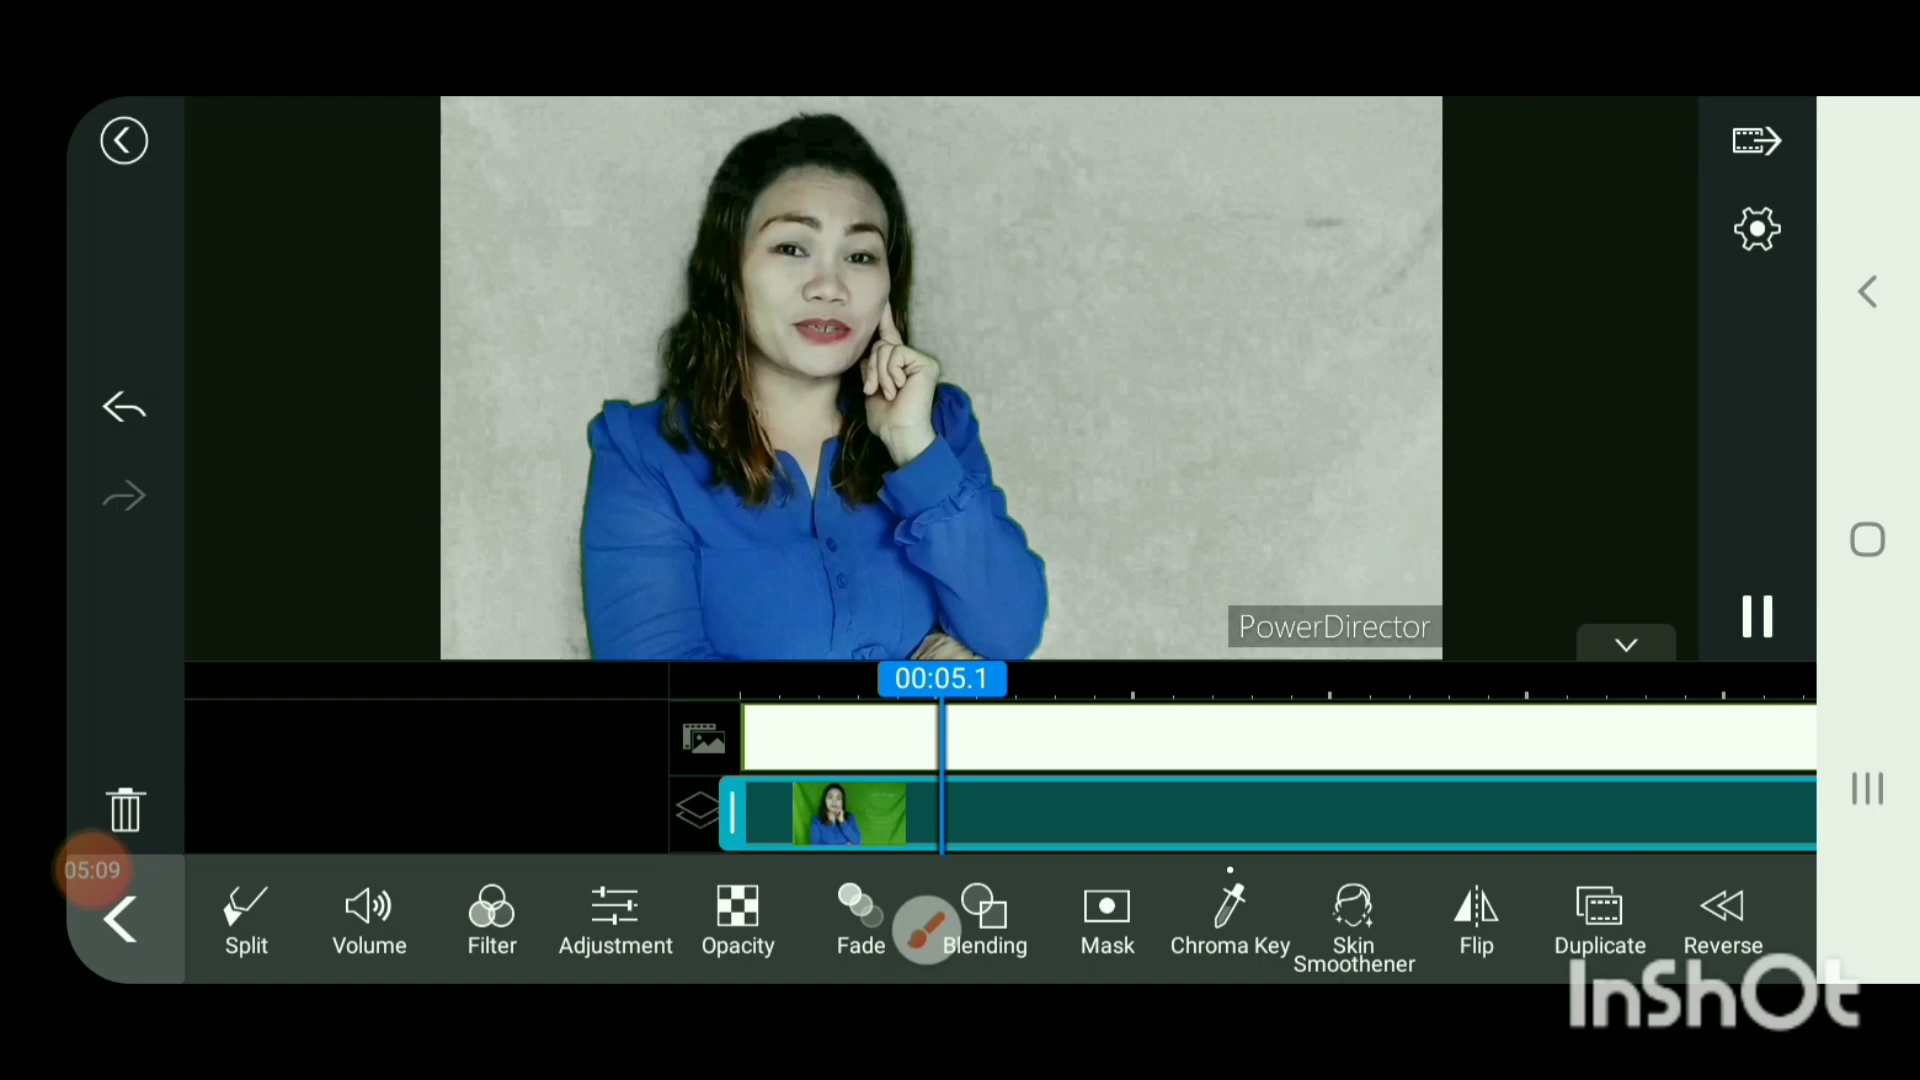 PowerDirector
00:05.1
05:09
Split
Volume
Filter
Adjustment
Opacity
Fade
Blending
Mask
Chroma Key
Skin
Smoothener
Flip
Duplicate
Reverse
InShOt